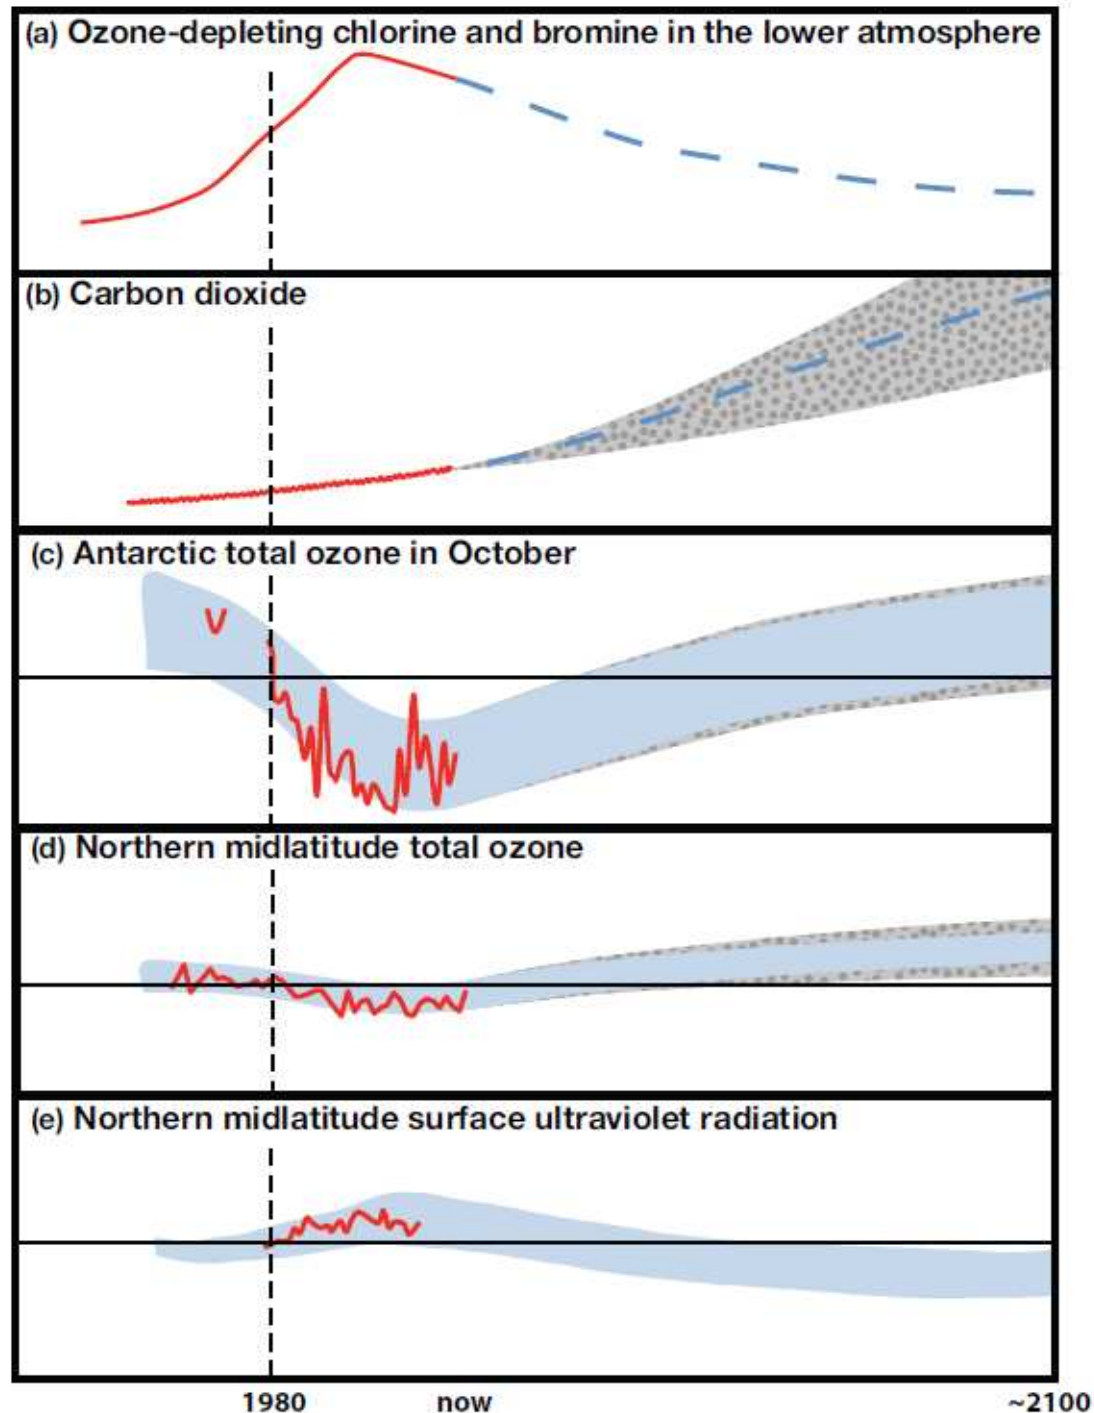 (a) Ozone-depleting chlorine and bromine in the lower atmosphere
(b) Carbon dioxide
(c) Antarctic total ozone in October
(d) Northern midlatitude total ozone
(e) Northern midlatitude surface ultraviolet radiation
1980 now ~2100